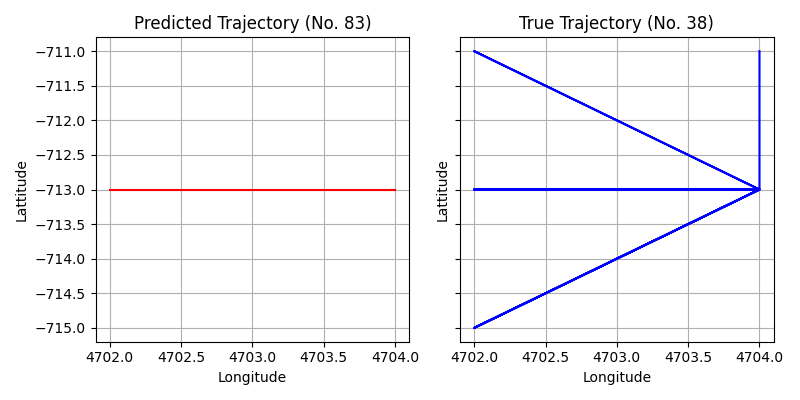 Predicted Trajectory (No. 83)
True Trajectory (No. 38)
Lattitude
−711.0
−711.5
−712.0
−712.5
−713.0
−713.5
−714.0
−714.5
−715.0
4702.0 4702.5 4703.0 4703.5 4704.0
Longitude
Lattitude
4702.0 4702.5 4703.0 4703.5 4704.0
Longitude